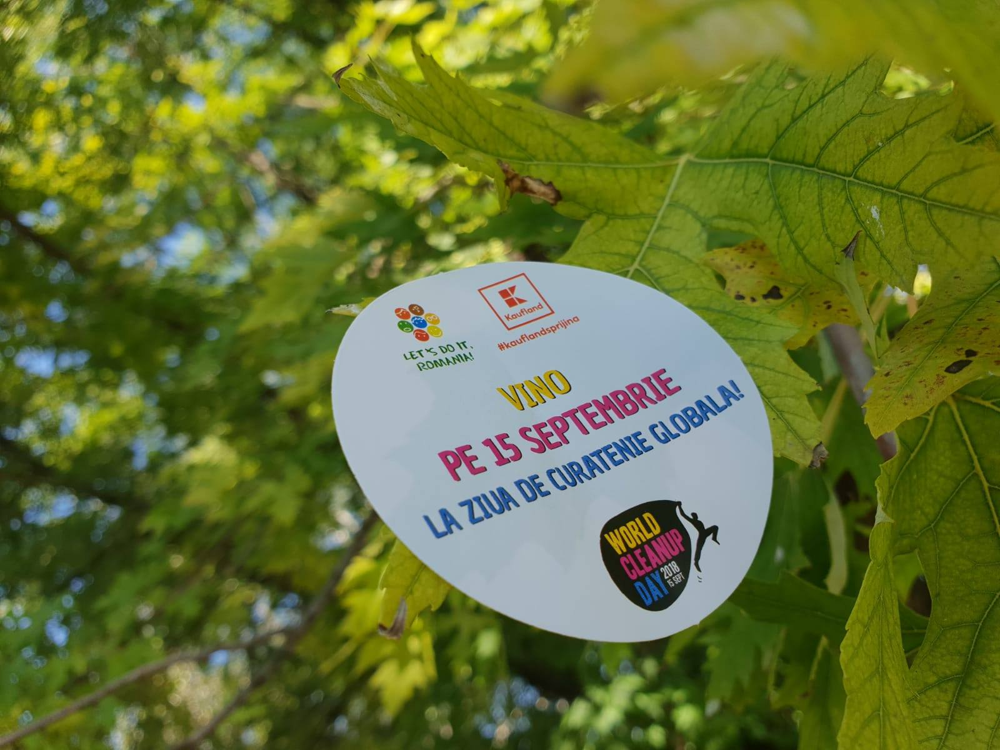 LET'S DO IT,
ROMANIA!
K
Kaufland
#kauflandsprijina
VINO
PE 15 SEPTEMBRIE
LA ZIUA DE CURATENIE GLOBALA!
WORLD
CLEANUP
DAY 2018
15 SEPT